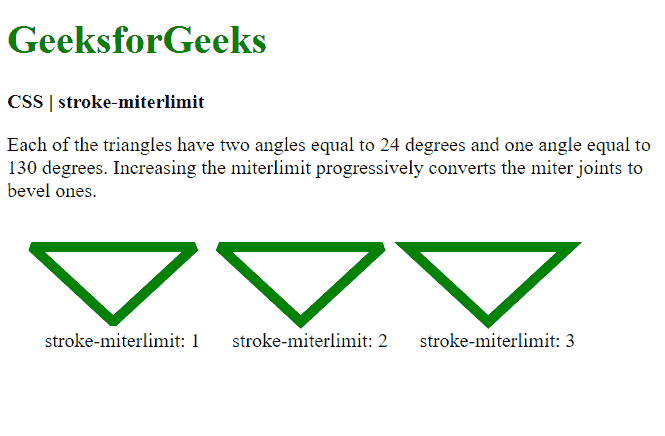 GeeksforGeeks
CSS | stroke-miterlimit
Each of the triangles have two angles equal to 24 degrees and one angle equal to
130 degrees. Increasing the miterlimit progressively converts the miter joints to
bevel ones.
stroke-miterlimit: 1 stroke-miterlimit: 2 stroke-miterlimit: 3